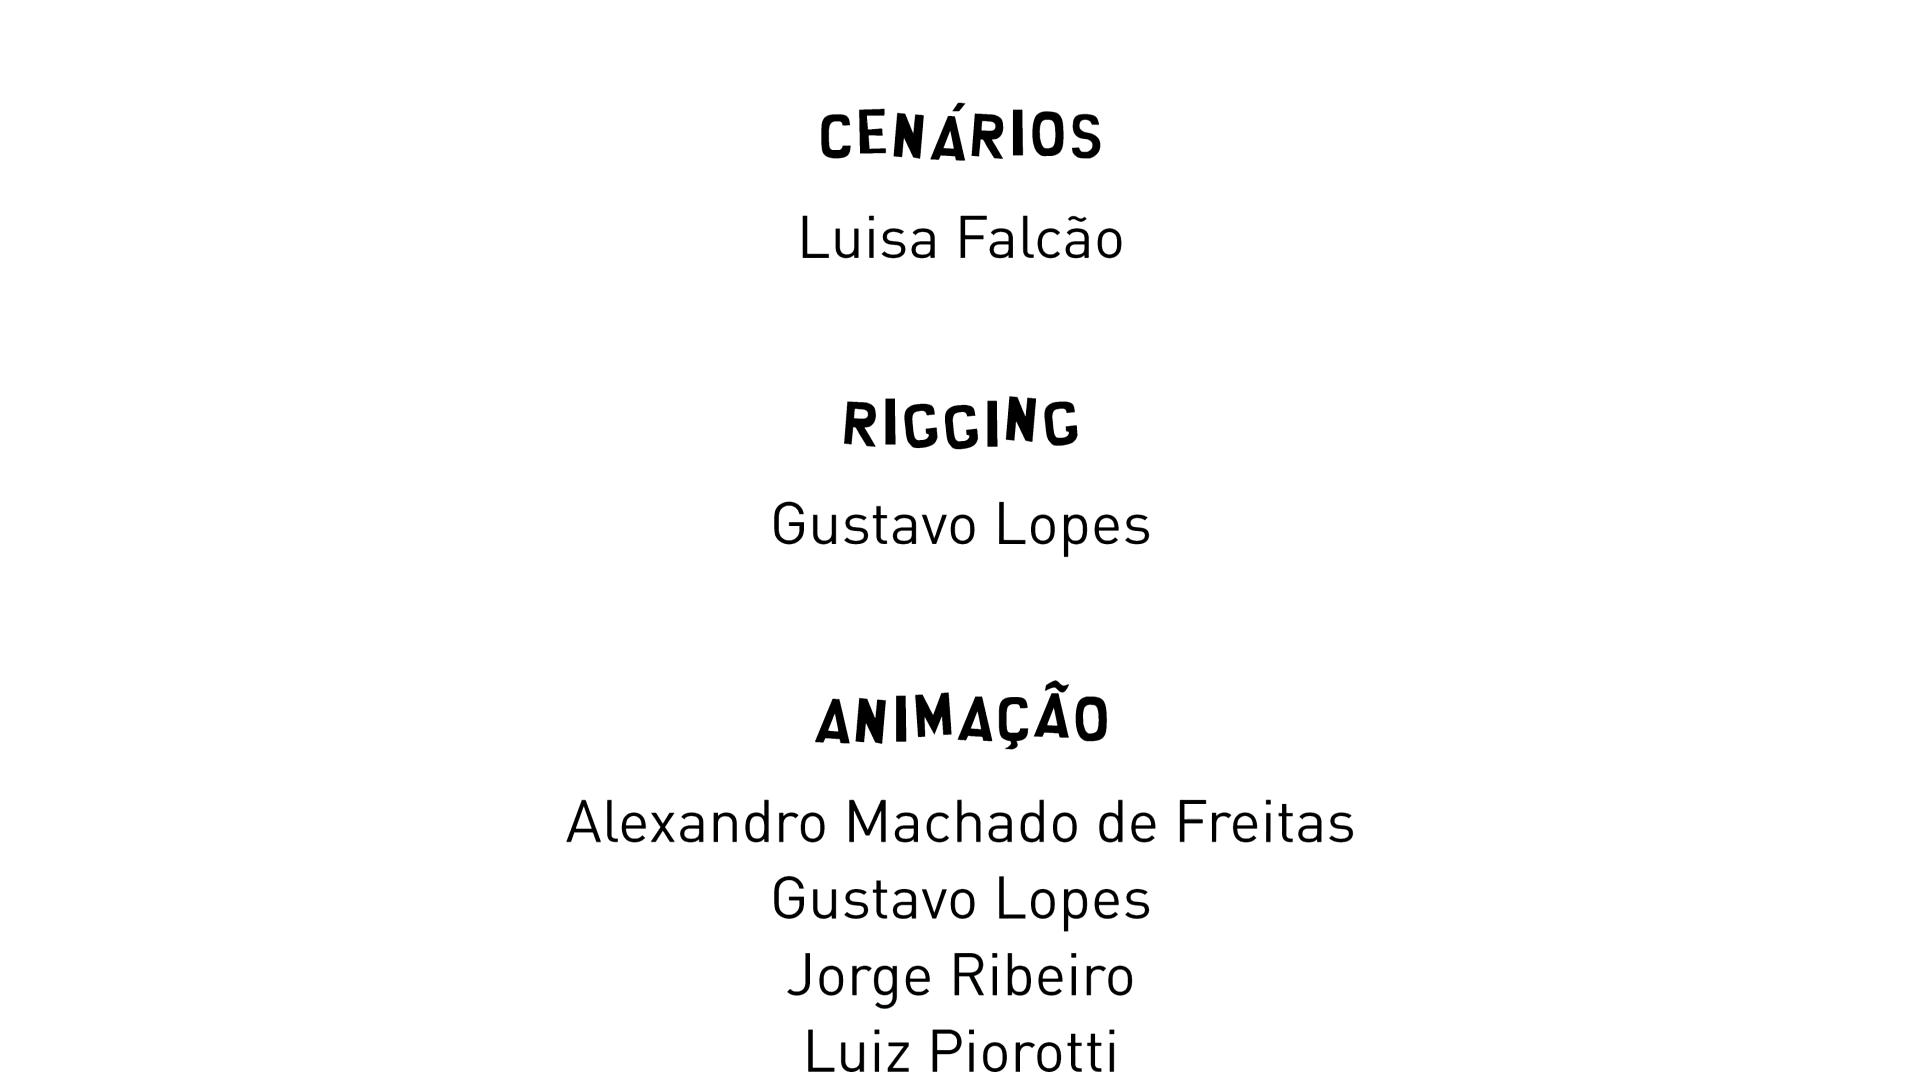 CENÁRIOS
Luisa Falcão
RIGGING
Gustavo Lopes
ANIMAÇÃO
Alexandro Machado de Freitas
Gustavo Lopes
Jorge Ribeiro
Luiz Piorotti